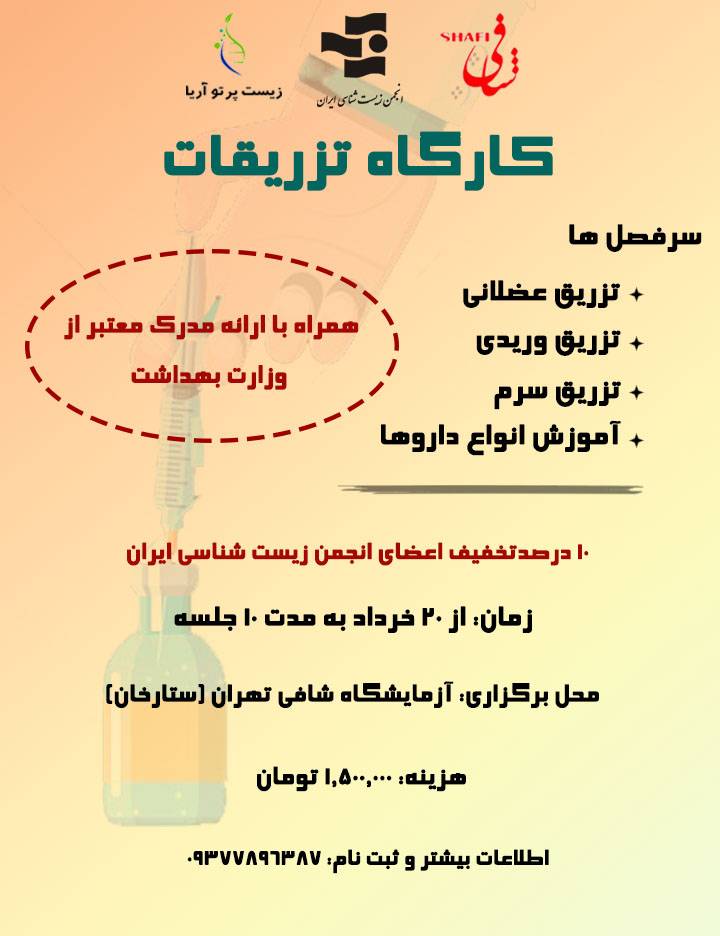 SHAFI
شافی
انجمن زیست شناسی ایران
زیست پرتو آریا
کارگاه تزریقات
سرفصل ها
تزریق عضلانی
تزریق وریدی
تزریق سرم
آموزش انواع داروها
همراه با ارائه مدرک معتبر از
وزارت بهداشت
۱۰ درصدتخفیف اعضای انجمن زیست شناسی ایران
زمان: از ۲۰ خرداد به مدت ۱۰ جلسه
محل برگزاری: آزمایشگاه شافی تهران (ستارخان)
هزینه: ۱,۵۰۰,۰۰۰ تومان
اطلاعات بیشتر و ثبت نام: ۰۹۳۷۷۸۹۶۳۸۷